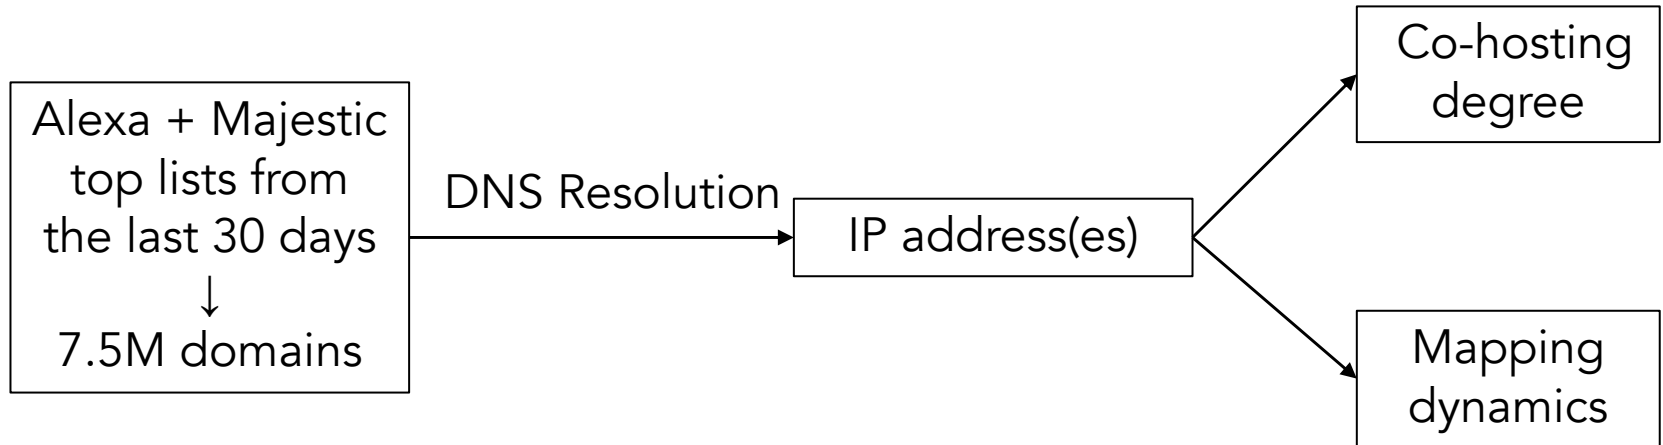 Alexa + Majestic
top lists from
the last 30 days
↓
7.5M domains
DNS Resolution
IP address(es)
Co-hosting
degree
Mapping
dynamics